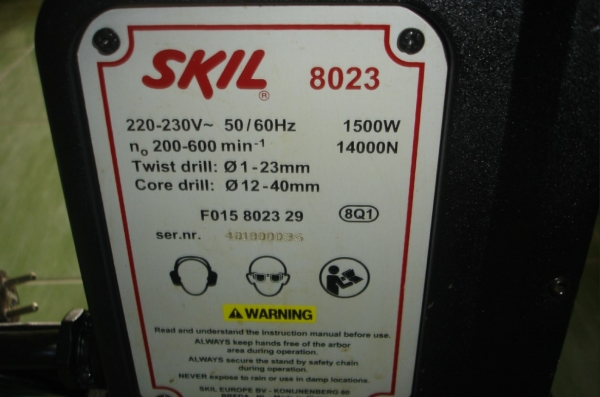 SKIL® 8023
220-230V~ 50/60Hz 1500W
no 200-600 min-1 14000N
Twist drill: Ø 1-23mm
Core drill: Ø 12-40mm
F015 8023 29 8Q1
ser.nr.
WARNING
Read and understand the instruction manual before use.
ALWAYS keep hands free of the arbor
area during operation.
ALWAYS secure the stand by safety chain
during operation.
NEVER expose to rain or use in damp locations.
SKIL EUROPE BV - KONIJNENBERG 60